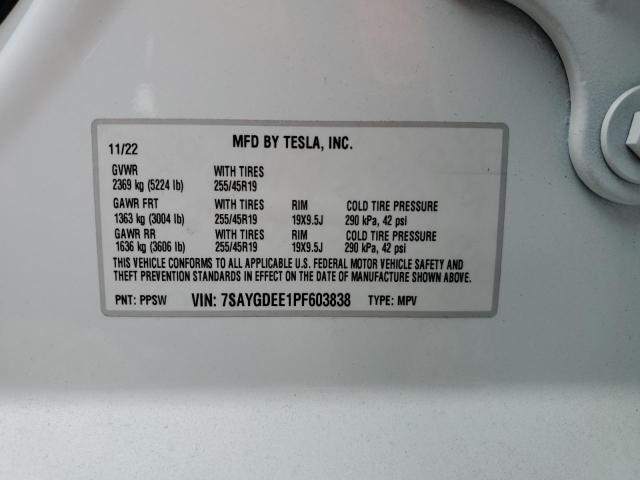 MFD BY TESLA, INC.
11/22
GVWR WITH TIRES
2369 kg (5224 lb) 255/45R19
GAWR FRT WITH TIRES RIM COLD TIRE PRESSURE
1363 kg (3004 lb) 255/45R19 19X9.5J 290 kPa, 42 psi
GAWR RR WITH TIRES RIM COLD TIRE PRESSURE
1636 kg (3606 lb) 255/45R19 19X9.5J 290 kPa, 42 psi
THIS VEHICLE CONFORMS TO ALL APPLICABLE U.S. FEDERAL MOTOR VEHICLE SAFETY AND
THEFT PREVENTION STANDARDS IN EFFECT ON THE DATE OF MANUFACTURE SHOWN ABOVE.
PNT: PPSW VIN: 7SAYGDEE1PF603838 TYPE: MPV